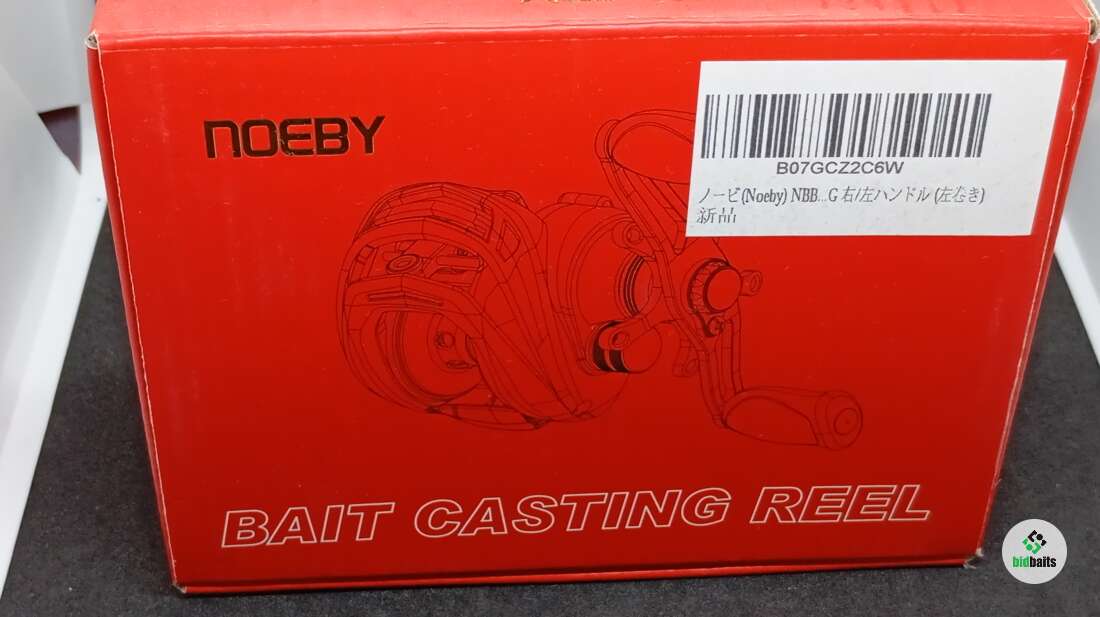 NOEBY
B07GCZ2C6W
ノービ(Noeby) NBB...G 右/左ハンドル (左巻き)
新品
BAIT CASTING REEL
bidbaits